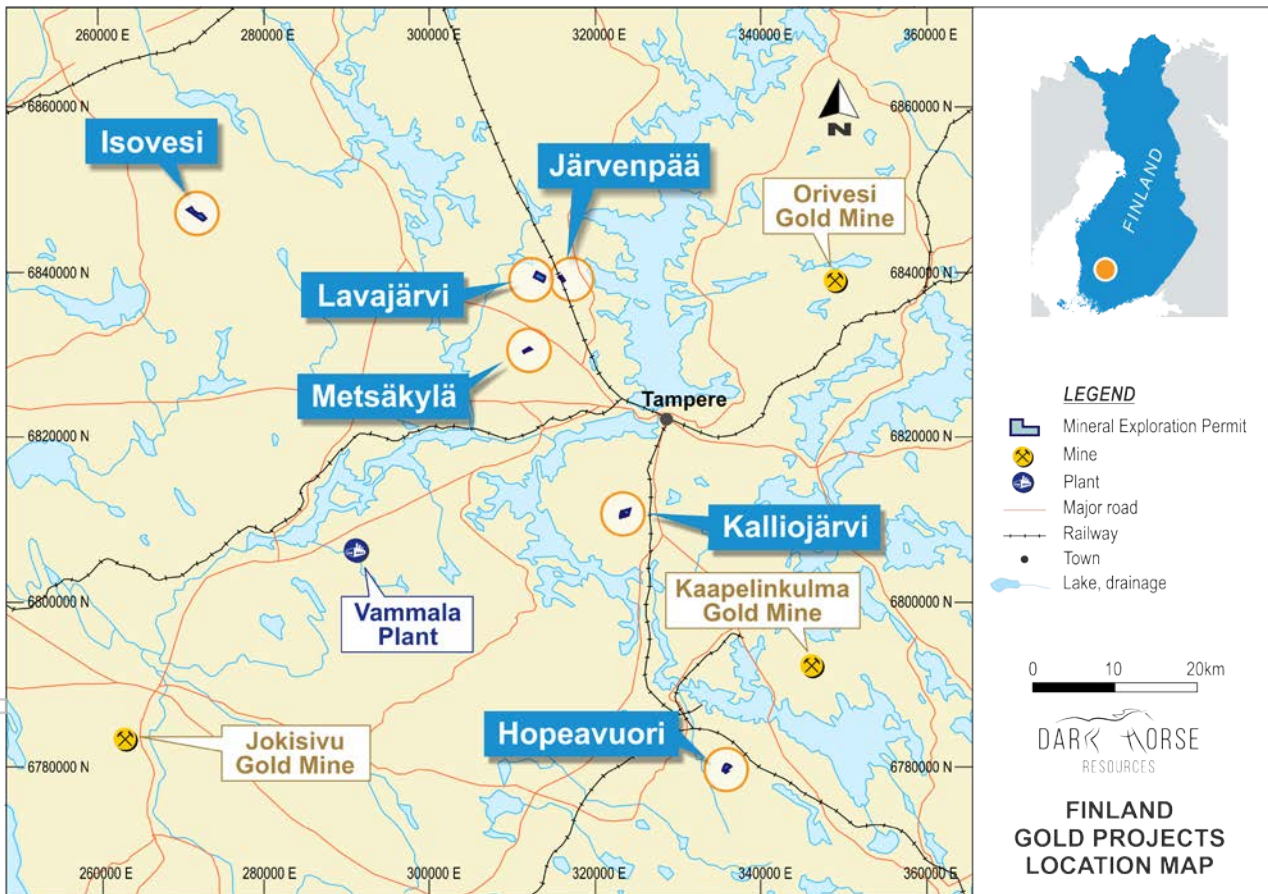 260000 E
280000 E
300000 E
320000 E
340000 E
360000 E
6860000 N
6860000 N
Isovesi
N
Järvenpää
Orivesi
Gold Mine
6840000 N
6840000 N
Lavajärvi
Metsäkylä
Tampere
6820000 N
6820000 N
Kalliojärvi
Vammala
Plant
Kaapelinkulma
Gold Mine
6800000 N
6800000 N
Jokisivu
Gold Mine
Hopeavuori
6780000 N
6780000 N
260000 E
280000 E
300000 E
320000 E
340000 E
360000 E
FINLAND
LEGEND
Mineral Exploration Permit
Mine
Plant
Major road
Railway
Town
Lake, drainage
0 10 20km
DARK HORSE
RESOURCES
FINLAND
GOLD PROJECTS
LOCATION MAP